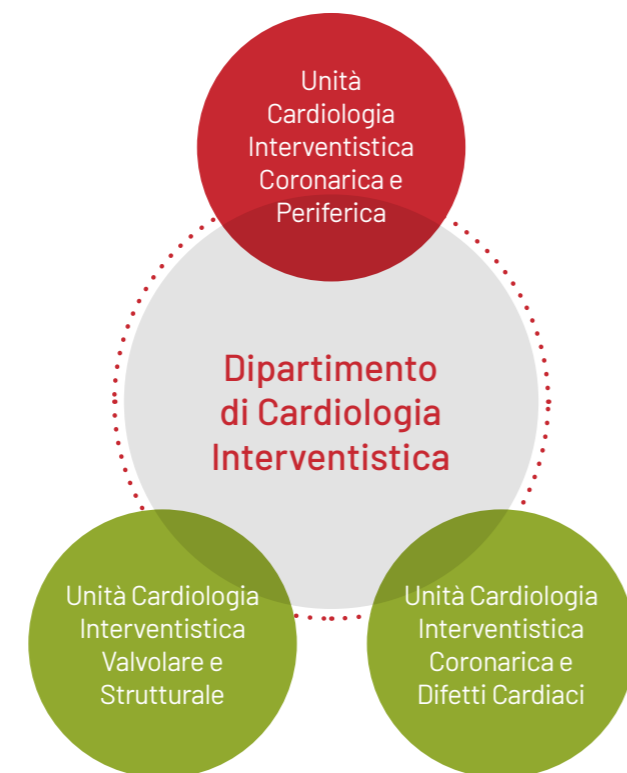 Unità
Cardiologia
Interventistica
Coronarica e
Periferica
Dipartimento
di Cardiologia
Interventistica
Unità Cardiologia
Interventistica
Valvolare e
Strutturale
Unità Cardiologia
Interventistica
Coronarica e
Difetti Cardiaci